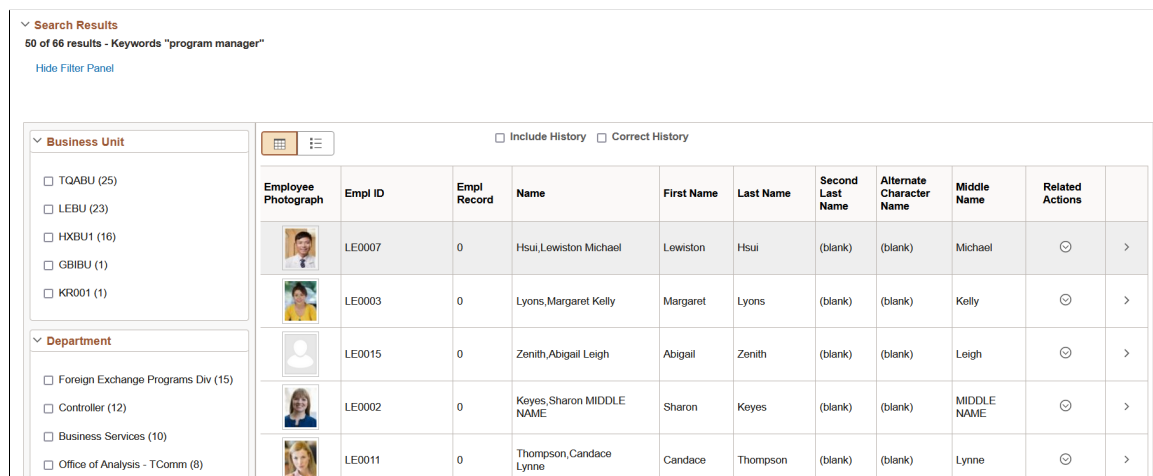 Search Results
50 of 66 results - Keywords "program manager"
Hide Filter Panel
Business Unit
TQABU (25)
LEBU (23)
HXBU1 (16)
GBIBU (1)
KR001 (1)
Department
Foreign Exchange Programs Div (15)
Controller (12)
Business Services (10)
Office of Analysis - TComm (8)
Include History Correct History
Employee Photograph Empl ID Empl Record Name First Name Last Name Second Last Name Alternate Character Name Middle Name Related Actions
LE0007 0 Hsui,Lewiston Michael Lewiston Hsui (blank) (blank) Michael
LE0003 0 Lyons,Margaret Kelly Margaret Lyons (blank) (blank) Kelly
LE0015 0 Zenith,Abigail Leigh Abigail Zenith (blank) (blank) Leigh
LE0002 0 Keyes,Sharon MIDDLE NAME Sharon Keyes (blank) (blank) MIDDLE NAME
LE0011 0 Thompson,Candace Lynne Candace Thompson (blank) (blank) Lynne